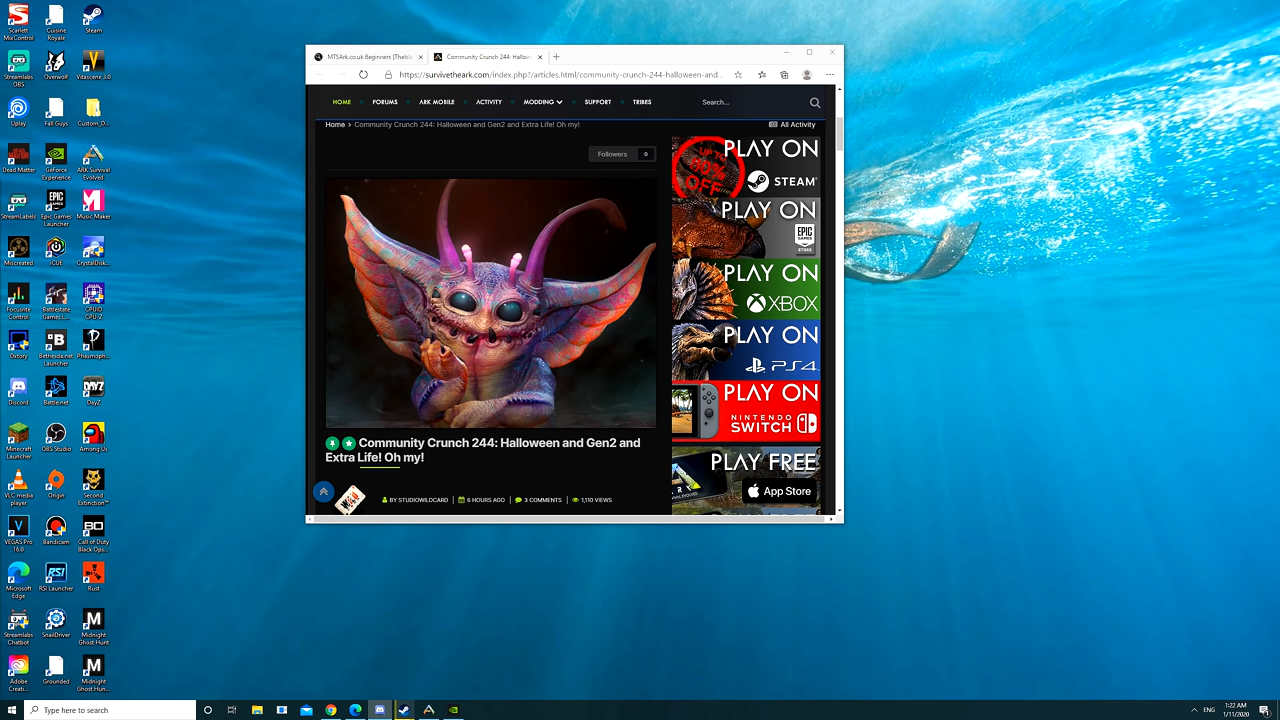 Scarlett
MixControl
Cuisine
Royale
Steam
Streamlabs
OBS
Overwolf
Vitascene 3.0
Uplay
Fall Guys
Custom_D...
Dead Matter
GeForce
Experience
ARK Survival
Evolved
StreamLabels
Epic Games
Launcher
Music Maker
Miscreated
iCUE
CrystalDisk...
Focusrite
Control
Battlestate
Games L...
CPUID
CPU-Z
Dxtory
Bethesda.net
Launcher
Phasmoph...
Discord
Battle.net
DayZ
Minecraft
Launcher
OBS Studio
Among Us
VLC media
player
Origin
Second
Extinction™
VEGAS Pro
16.0
Bandicam
Call of Duty
Black Ops...
Microsoft
Edge
RSI Launcher
Rust
Streamlabs
Chatbot
SnailDriver
Midnight
Ghost Hunt
Adobe
Creati...
Grounded
Midnight
Ghost Hun...
MTSArk.co.uk Beginners [TheIsle
Community Crunch 244: Hallow
https://survivetheark.com/index.php?/articles.html/community-crunch-244-halloween-and-...
HOME FORUMS ARK MOBILE ACTIVITY MODDING SUPPORT TRIBES Search...
Home > Community Crunch 244: Halloween and Gen2 and Extra Life! Oh my! All Activity
Followers 0
Community Crunch 244: Halloween and Gen2 and
Extra Life! Oh my!
BY STUDIOWILDCARD 6 HOURS AGO 3 COMMENTS 1,110 VIEWS
UP TO
80%
OFF
PLAY ON
STEAM
PLAY ON
EPIC
GAMES
STORE
PLAY ON
XBOX
PLAY ON
PS4
PLAY ON
NINTENDO
SWITCH
PLAY FREE
App Store
Type here to search
ENG
1:22 AM
1/11/2020